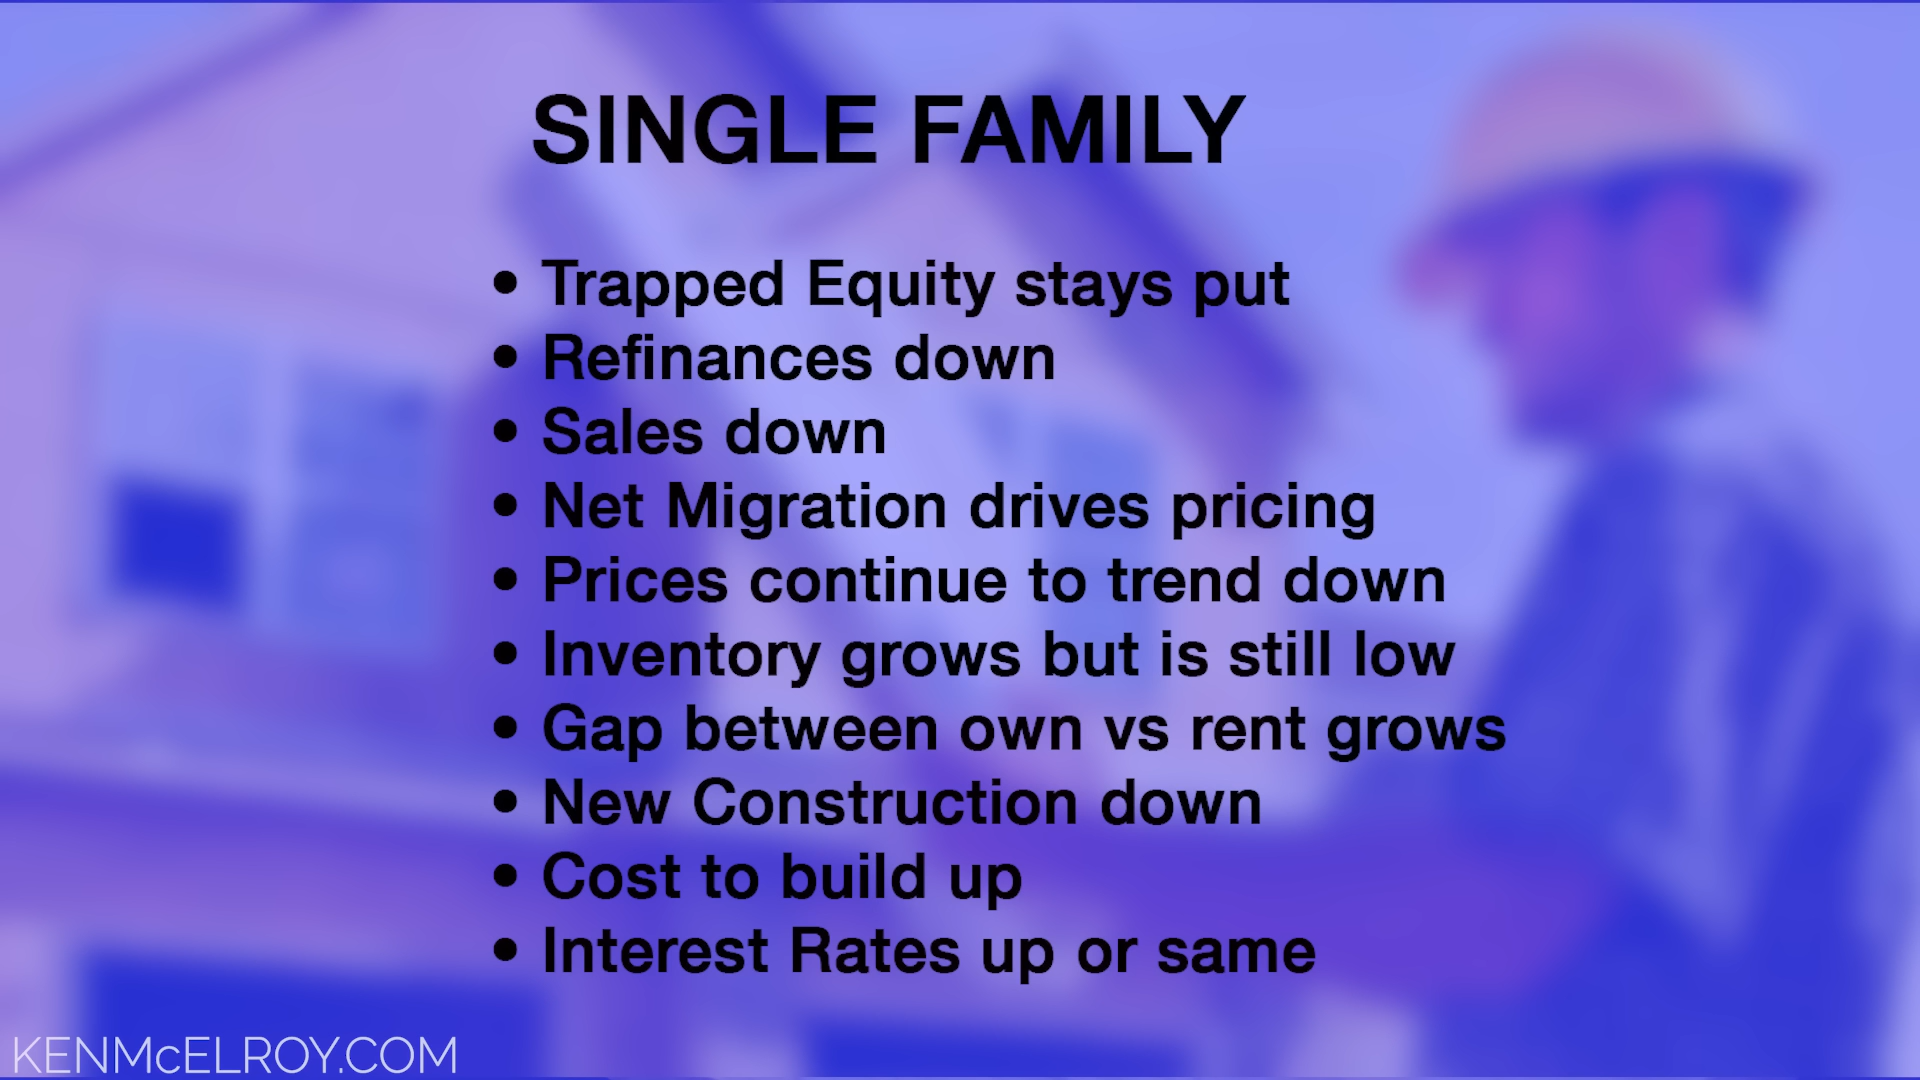 SINGLE FAMILY
• Trapped Equity stays put
• Refinances down
• Sales down
• Net Migration drives pricing
• Prices continue to trend down
• Inventory grows but is still low
• Gap between own vs rent grows
• New Construction down
• Cost to build up
• Interest Rates up or same
KENMcELROY.COM